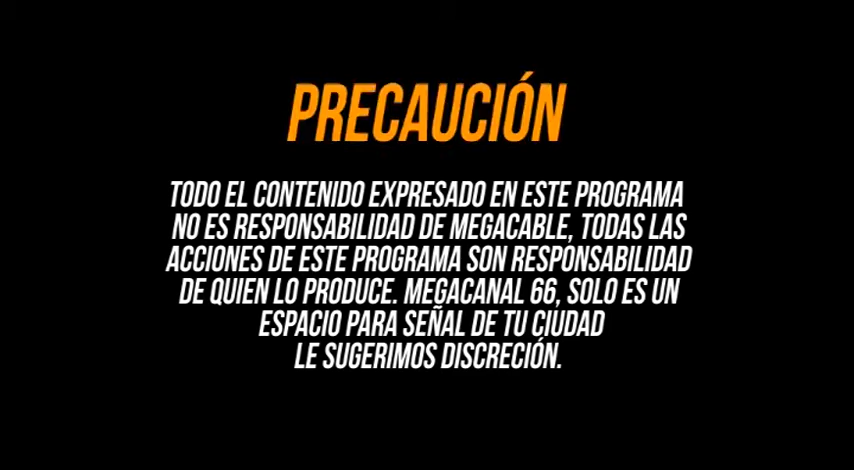 PRECAUCIÓN
TODO EL CONTENIDO EXPRESADO EN ESTE PROGRAMA
NO ES RESPONSABILIDAD DE MEGACABLE, TODAS LAS
ACCIONES DE ESTE PROGRAMA SON RESPONSABILIDAD
DE QUIEN LO PRODUCE. MEGACANAL 66, SOLO ES UN
ESPACIO PARA SEÑAL DE TU CIUDAD
LE SUGERIMOS DISCRECIÓN.